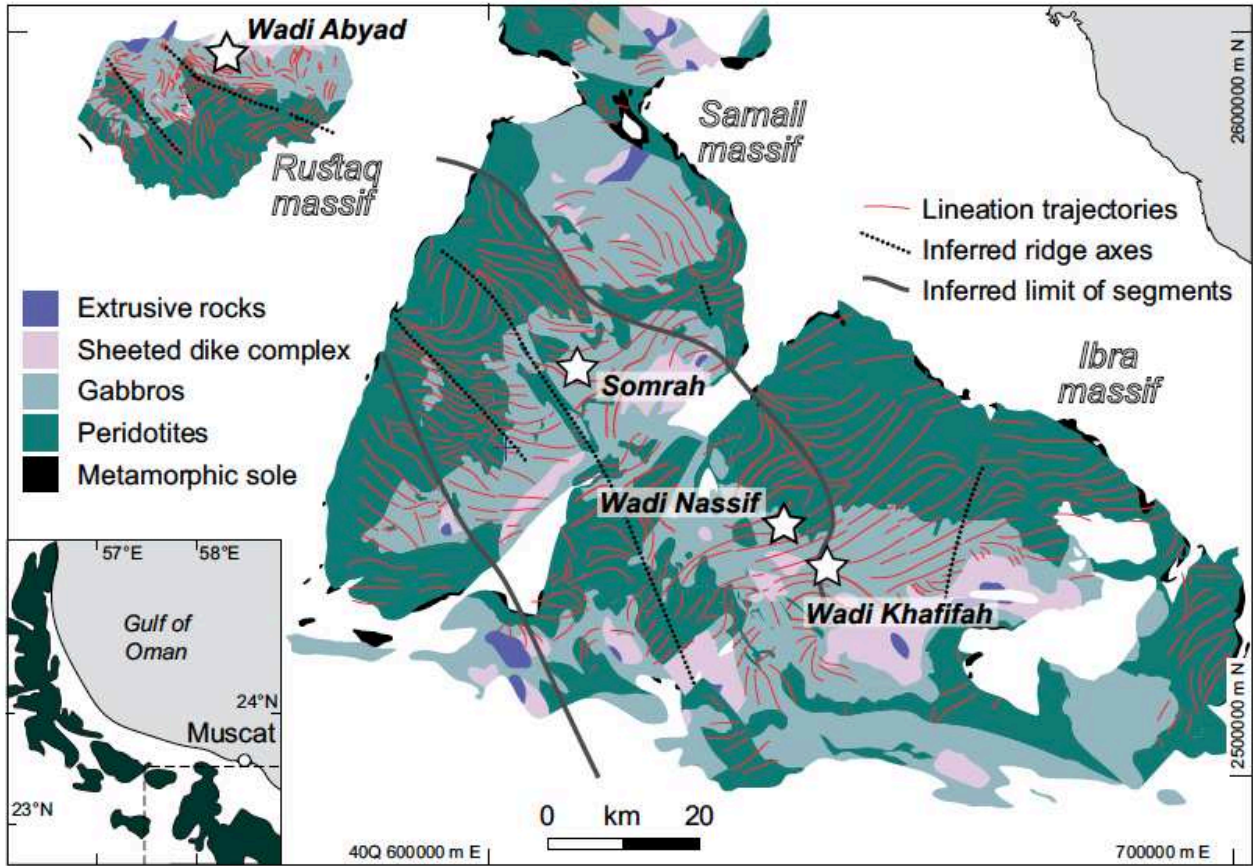 Wadi Abyad
Rustaq
massif
Samail
massif
2600000 m N
Lineation trajectories
Inferred ridge axes
Inferred limit of segments
Extrusive rocks
Sheeted dike complex
Gabbros
Peridotites
Metamorphic sole
Somrah
Ibra
massif
Wadi Nassif
Wadi Khafifah
57°E
58°E
Gulf of
Oman
24°N
Muscat
23°N
2500000 m N
0 km 20
40Q 600000 m E
700000 m E